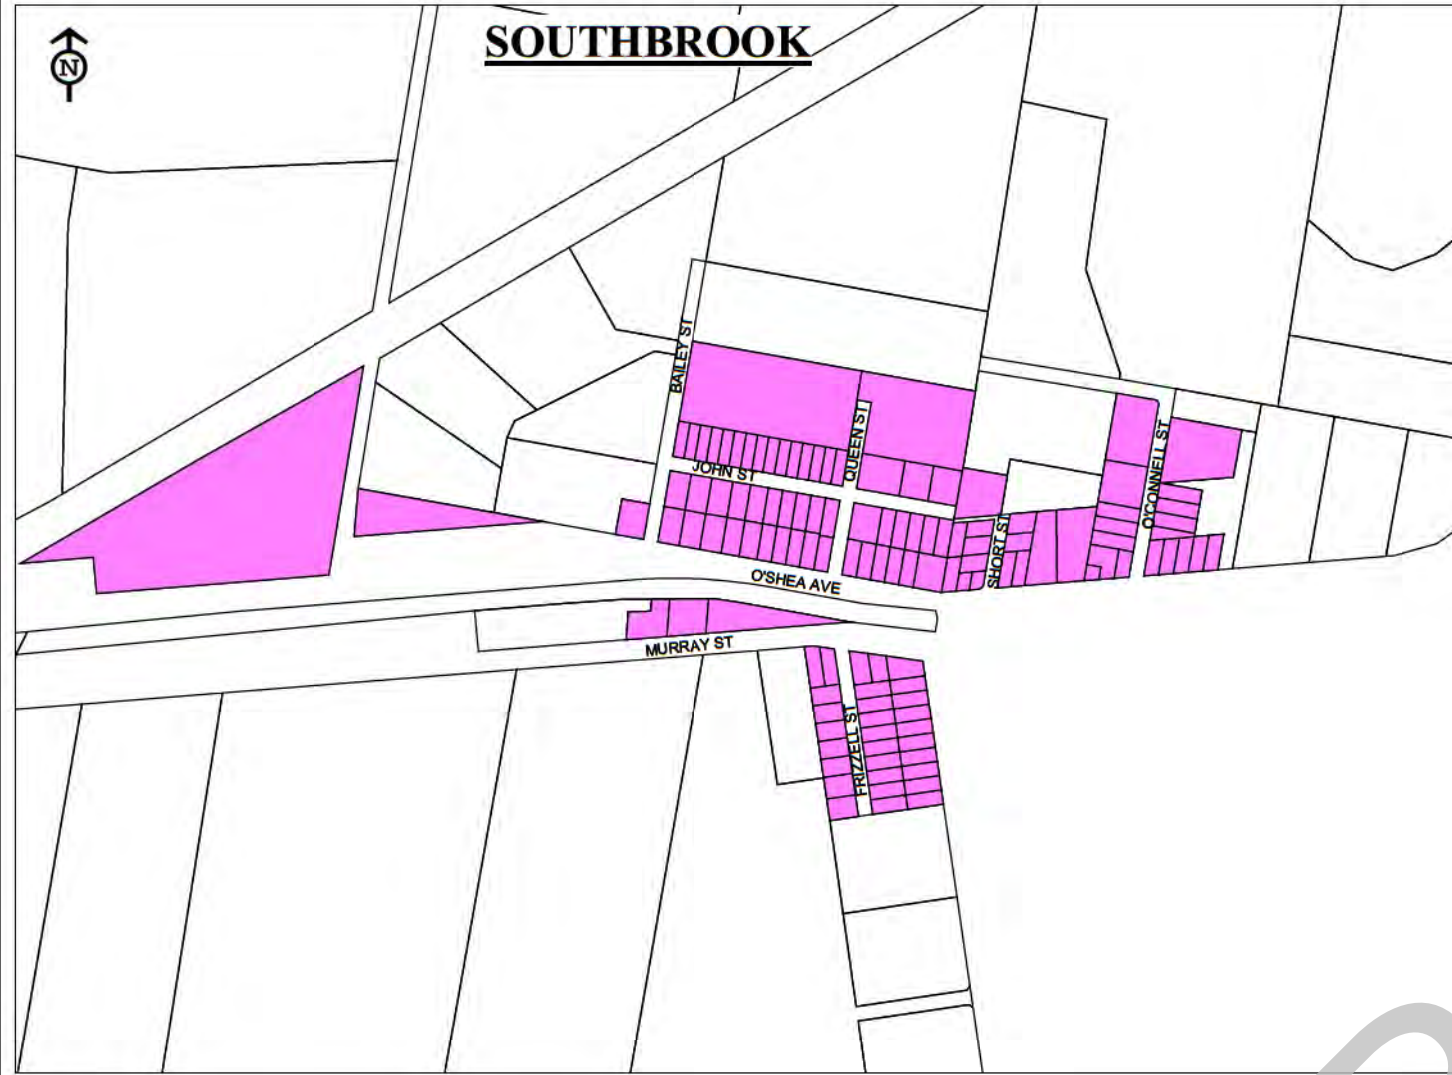 SOUTHBROOK
N
BAILEY ST
QUEEN ST
JOHN ST
O'CONNELL ST
SHORT ST
O'SHEA AVE
MURRAY ST
FRIZZELL ST